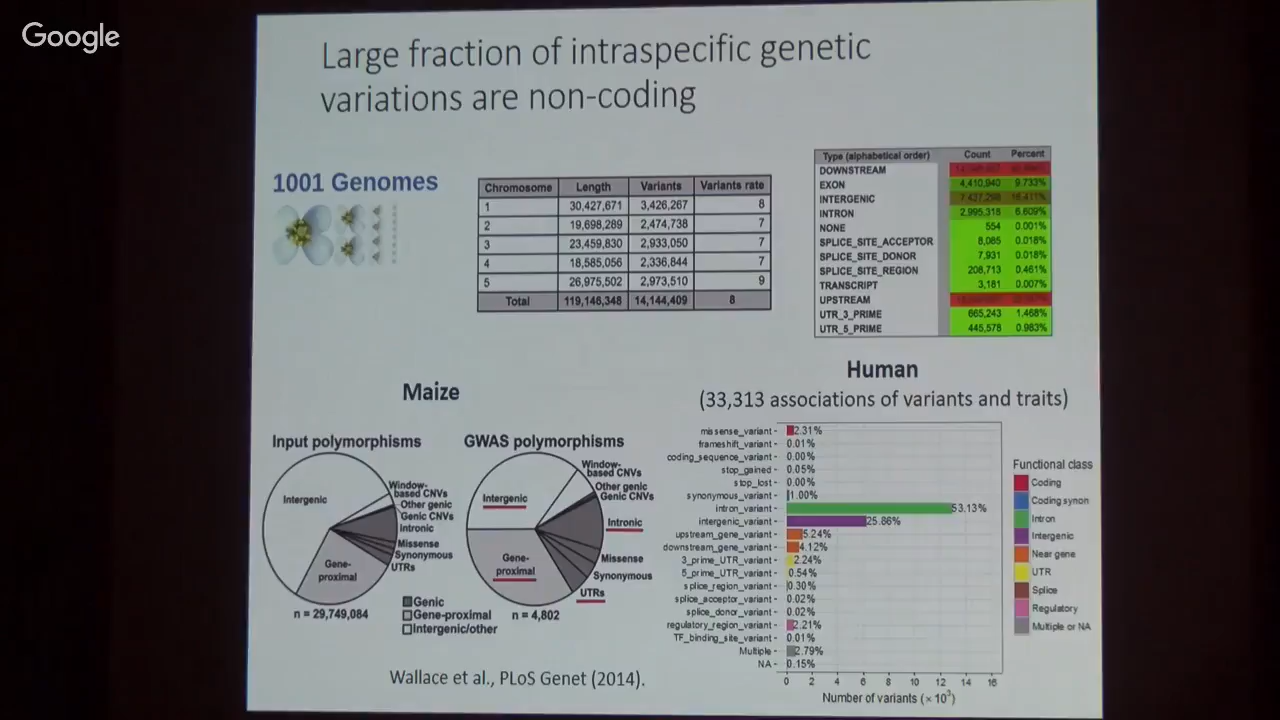 Google
Large fraction of intraspecific genetic
variations are non-coding
1001 Genomes
Chromosome Length Variants Variants rate
1 30,427,671 3,426,267 8
2 19,698,289 2,474,738 7
3 23,459,830 2,933,050 7
4 18,585,056 2,336,844 7
5 26,975,502 2,973,510 9
Total 119,146,348 14,144,409 8
Type (alphabetical order) Count Percent
DOWNSTREAM
EXON 4,410,940 9.733%
INTERGENIC 7,437,298 16.411%
INTRON 2,995,318 6.609%
NONE 554 0.001%
SPLICE_SITE_ACCEPTOR 8,085 0.018%
SPLICE_SITE_DONOR 7,931 0.018%
SPLICE_SITE_REGION 208,713 0.461%
TRANSCRIPT 3,181 0.007%
UPSTREAM
UTR_3_PRIME 665,243 1.468%
UTR_5_PRIME 445,578 0.983%
Maize
Input polymorphisms
Intergenic
Window-
based CNVs
Other genic
Genic CNVs
Intronic
Missense
Synonymous
UTRs
Gene-
proximal
n = 29,749,084
GWAS polymorphisms
Intergenic
Window-
based CNVs
Other genic
Genic CNVs
Intronic
Missense
Synonymous
UTRs
Gene-
proximal
n = 4,802
Genic
Gene-proximal
Intergenic/other
Wallace et al., PLoS Genet (2014).
Human
(33,313 associations of variants and traits)
missense_variant 2.31%
frameshift_variant 0.01%
coding_sequence_variant 0.00%
stop_gained 0.05%
stop_lost 0.00%
synonymous_variant 1.00%
intron_variant 53.13%
intergenic_variant 25.86%
upstream_gene_variant 5.24%
downstream_gene_variant 4.12%
3_prime_UTR_variant 2.24%
5_prime_UTR_variant 0.54%
splice_region_variant 0.30%
splice_acceptor_variant 0.02%
splice_donor_variant 0.02%
regulatory_region_variant 2.21%
TF_binding_site_variant 0.01%
Multiple 2.79%
NA 0.15%
0 2 4 6 8 10 12 14 16
Number of variants (× 10³)
Functional class
Coding
Coding synon
Intron
Intergenic
Near gene
UTR
Splice
Regulatory
Multiple or NA